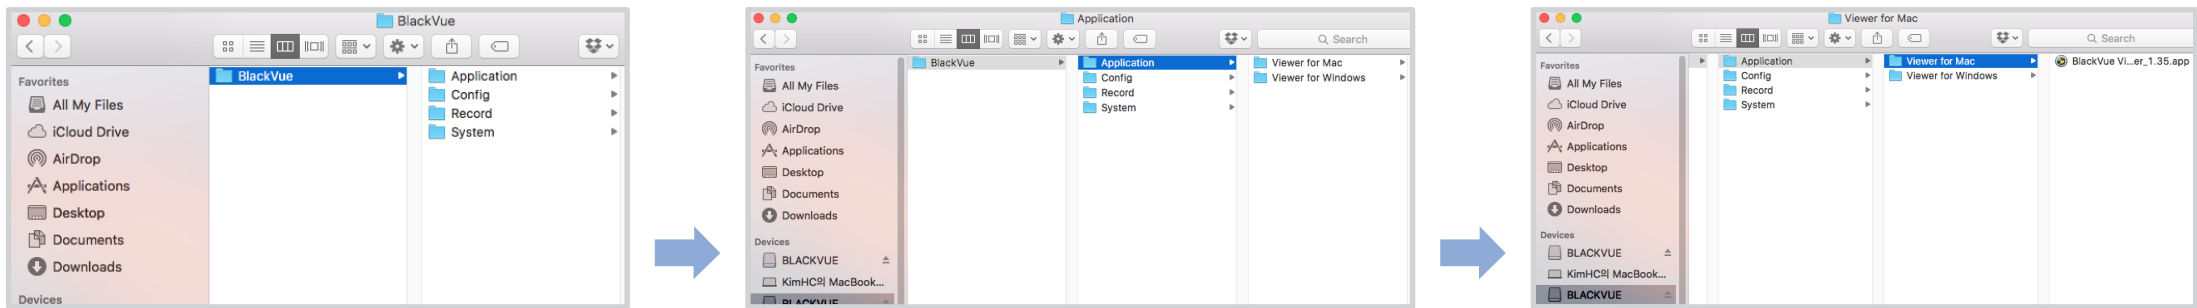 BlackVue
Favorites
All My Files
iCloud Drive
AirDrop
Applications
Desktop
Documents
Downloads
Devices
BlackVue
Application
Config
Record
System
Application
Search
Favorites
All My Files
iCloud Drive
AirDrop
Applications
Desktop
Documents
Downloads
Devices
BLACKVUE
KimHC의 MacBook...
BLACKVUE
BlackVue
Application
Config
Record
System
Viewer for Mac
Viewer for Windows
Viewer for Mac
Search
Favorites
All My Files
iCloud Drive
AirDrop
Applications
Desktop
Documents
Downloads
Devices
BLACKVUE
KimHC의 MacBook...
BLACKVUE
Application
Config
Record
System
Viewer for Mac
Viewer for Windows
BlackVue Vi...er_1.35.app